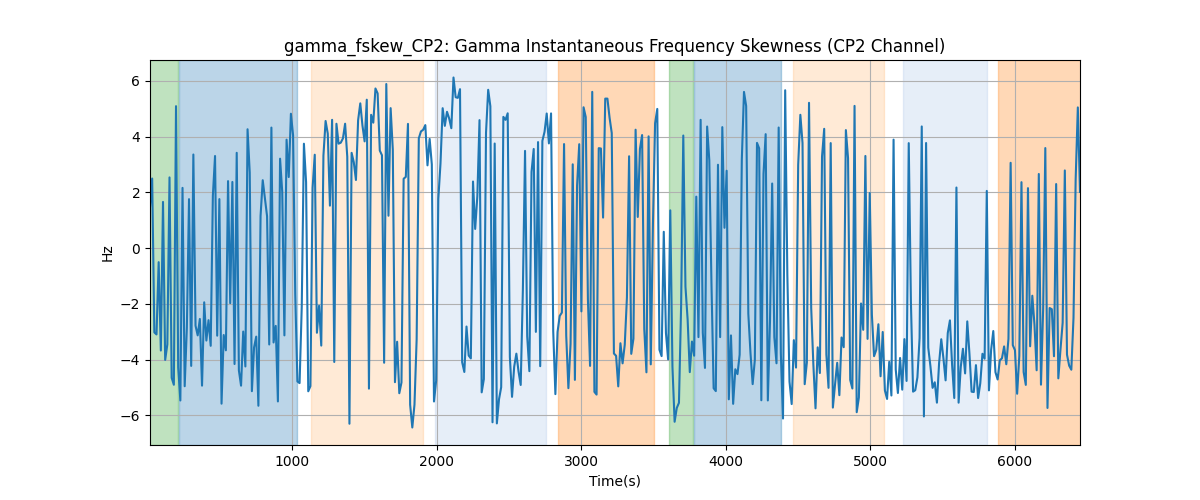 gamma_fskew_CP2: Gamma Instantaneous Frequency Skewness (CP2 Channel)
6
4
2
0
−2
−4
−6
Hz
1000 2000 3000 4000 5000 6000
Time(s)